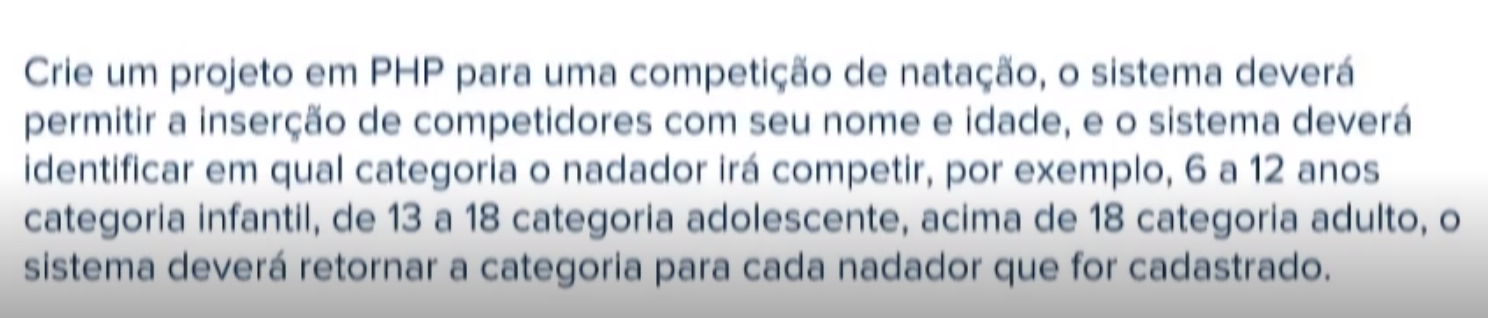 Crie um projeto em PHP para uma competição de natação, o sistema deverá
permitir a inserção de competidores com seu nome e idade, e o sistema deverá
identificar em qual categoria o nadador irá competir, por exemplo, 6 a 12 anos
categoria infantil, de 13 a 18 categoria adolescente, acima de 18 categoria adulto, o
sistema deverá retornar a categoria para cada nadador que for cadastrado.